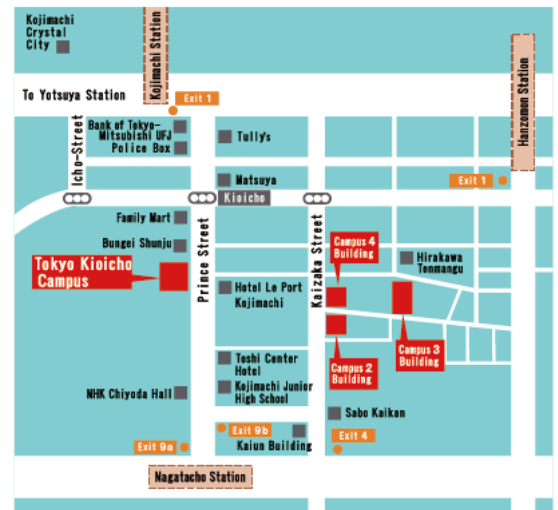 Kojimachi
Crystal
City
Kojimachi Station
Hanzomon Station
To Yotsuya Station
Exit 1
Icho-Street
Bank of Tokyo-
Mitsubishi UFJ
Police Box
Tully's
Matsuya
Exit 1
Kioicho
Family Mart
Bungei Shunju
Prince Street
Kaizaka Street
Campus 4
Building
Hirakawa
Tenmangu
Tokyo Kioicho
Campus
Hotel Le Port
Kojimachi
Campus 3
Building
Campus 2
Building
Teshi Center
Hotel
Kojimachi Junior
High School
NHK Chiyoda Hall
Sabo Kaikan
Exit 9a
Exit 9b
Kaiun Building
Exit 4
Nagatacho Station